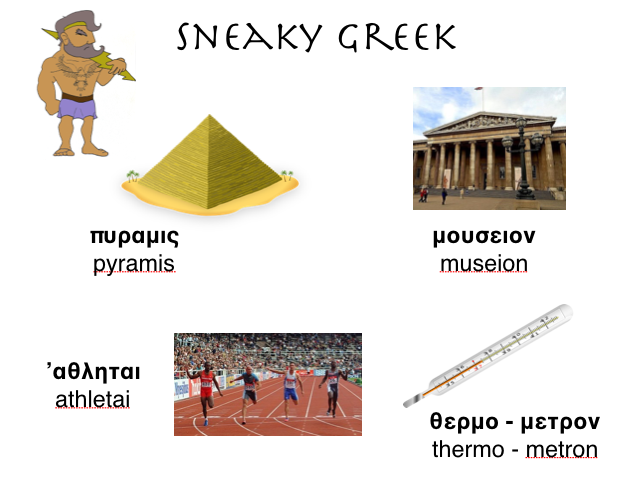 SNEAKY GREEK
πυραμις
pyramis
μουσειον
museion
’αθληται
athletai
θερμο - μετρον
thermo - metron